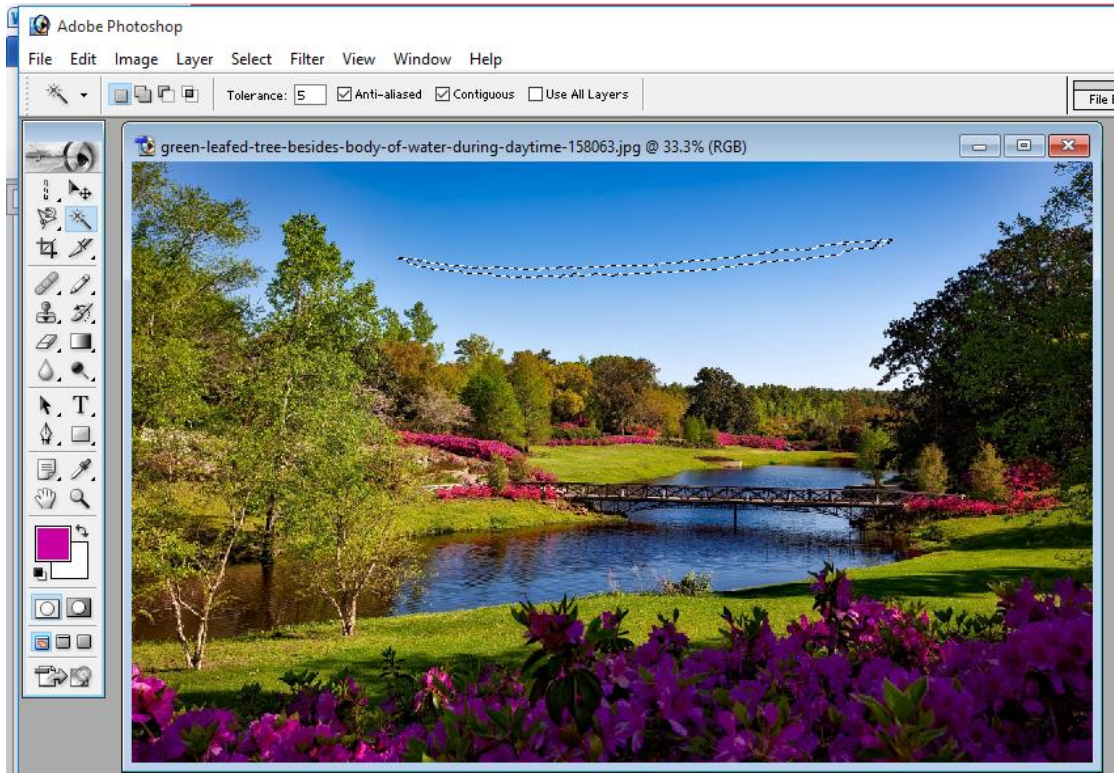 Adobe Photoshop
File Edit Image Layer Select Filter View Window Help
Tolerance: 5 Anti-aliased Contiguous Use All Layers
File
green-leafed-tree-besides-body-of-water-during-daytime-158063.jpg @ 33.3% (RGB)
T